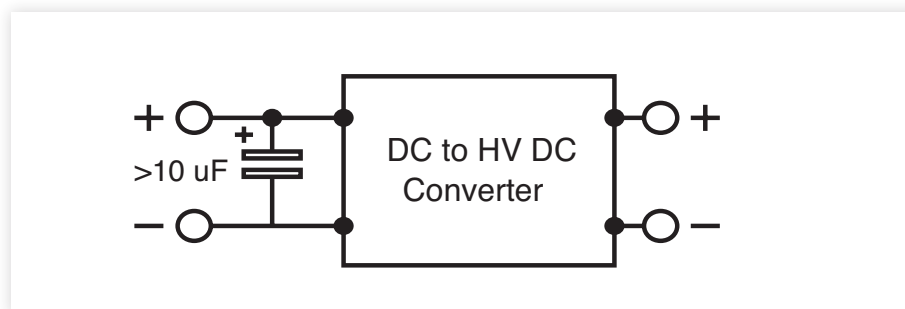 +
+
+
>10 uF
DC to HV DC
Converter
−
−